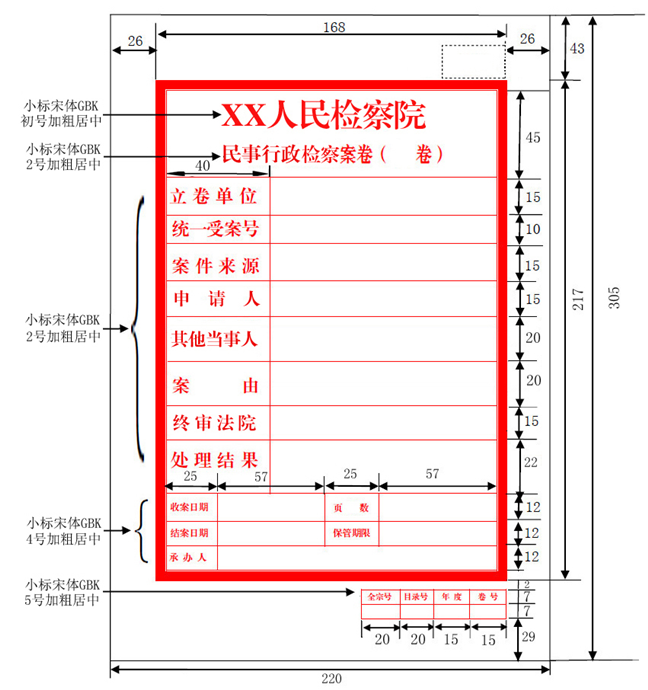 168
26
26
43
小标宋体GBK
初号加粗居中
XX人民检察院
45
小标宋体GBK
2号加粗居中
民事行政检察案卷（ 卷）
40
立卷单位
15
统一受案号
10
案件来源
15
申请人
15
217
305
小标宋体GBK
2号加粗居中
其他当事人
20
案由
20
终审法院
15
处理结果
22
25
57
25
57
收案日期
页数
12
小标宋体GBK
4号加粗居中
结案日期
保管期限
12
承办人
12
小标宋体GBK
5号加粗居中
2
全宗号
目录号
年度
卷号
7
7
20
20
15
15
29
220